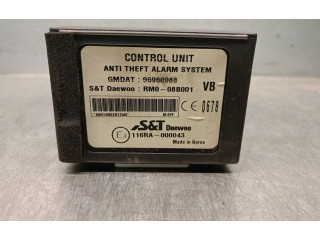 CONTROL UNIT
ANTI THEFT ALARM SYSTEM
GMDAT : 96960988
S&T Daewoo : RM0-088001 VB
CE 0678
E4 S&T Daewoo
116RA-000043
Made in Korea